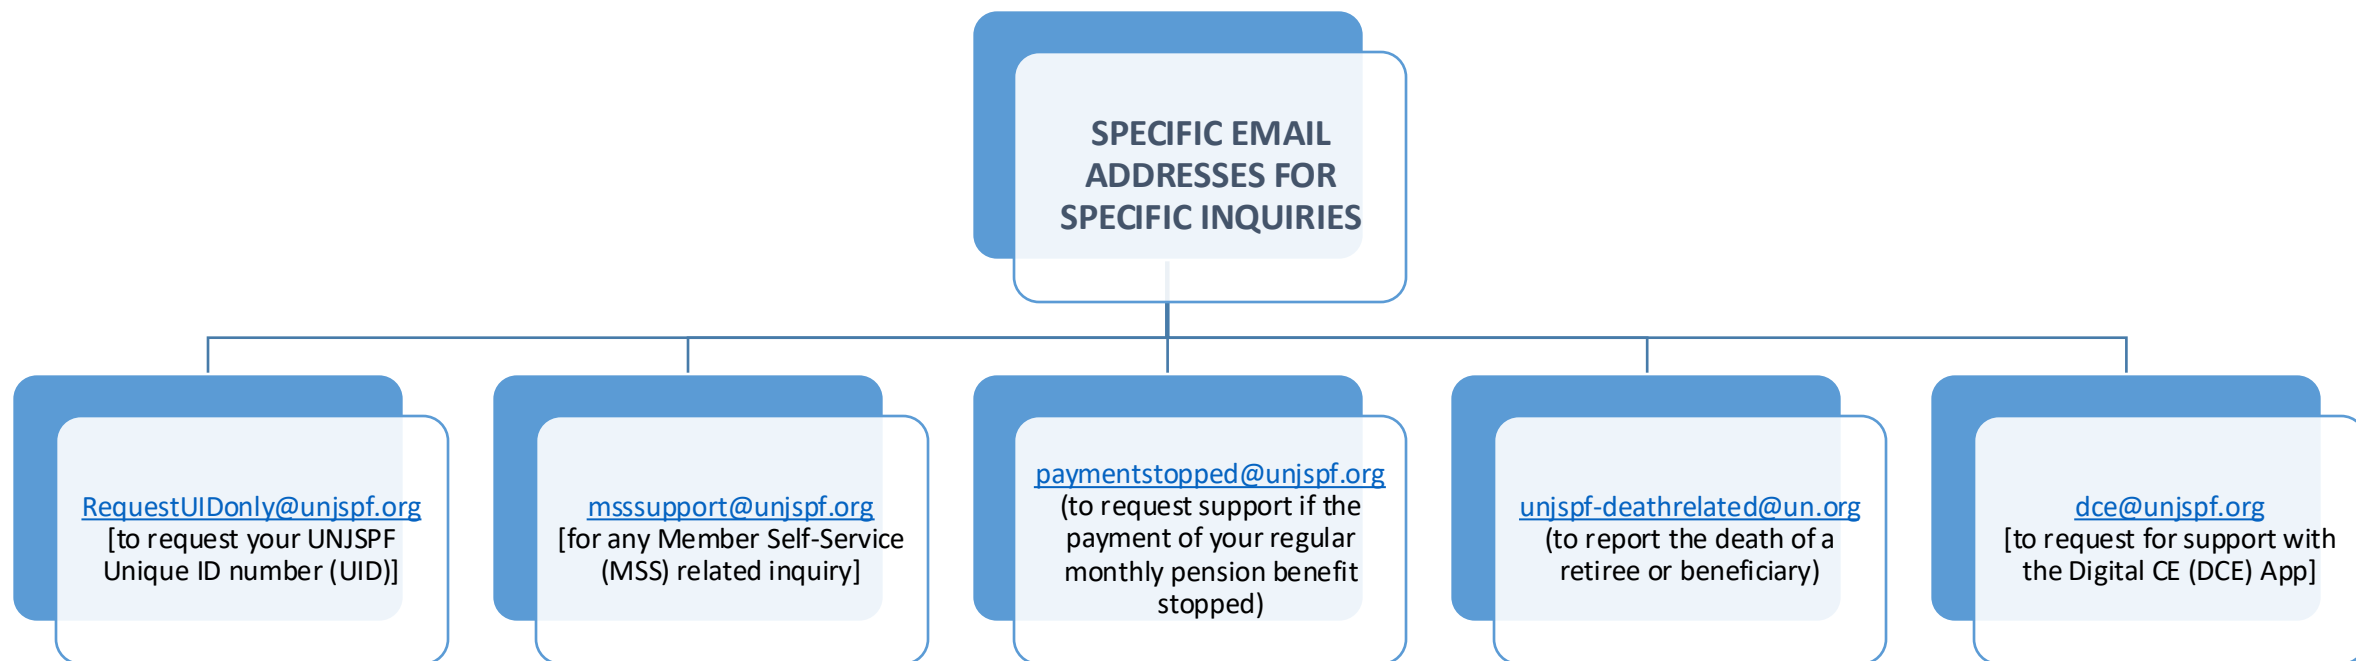 SPECIFIC EMAIL
ADDRESSES FOR
SPECIFIC INQUIRIES
RequestUIDonly@unjspf.org
[to request your UNJSPF
Unique ID number (UID)]
msssupport@unjspf.org
[for any Member Self-Service
(MSS) related inquiry]
paymentstopped@unjspf.org
(to request support if the
payment of your regular
monthly pension benefit
stopped)
unjspf-deathrelated@un.org
(to report the death of a
retiree or beneficiary)
dce@unjspf.org
[to request for support with
the Digital CE (DCE) App]